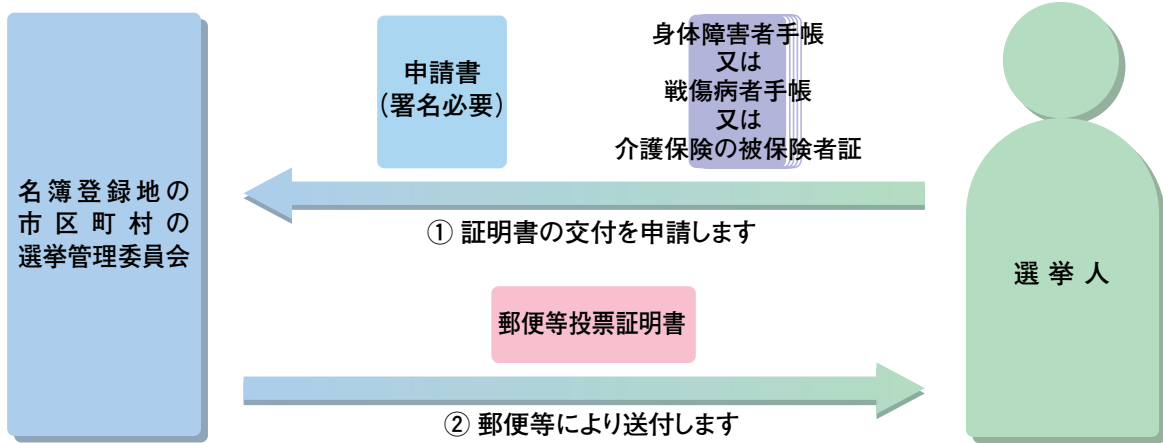 申請書
（署名必要）
身体障害者手帳
又は
戦傷病者手帳
又は
介護保険の被保険者証
名簿登録地の
市区町村の
選挙管理委員会
① 証明書の交付を申請します
選挙人
郵便等投票証明書
② 郵便等により送付します